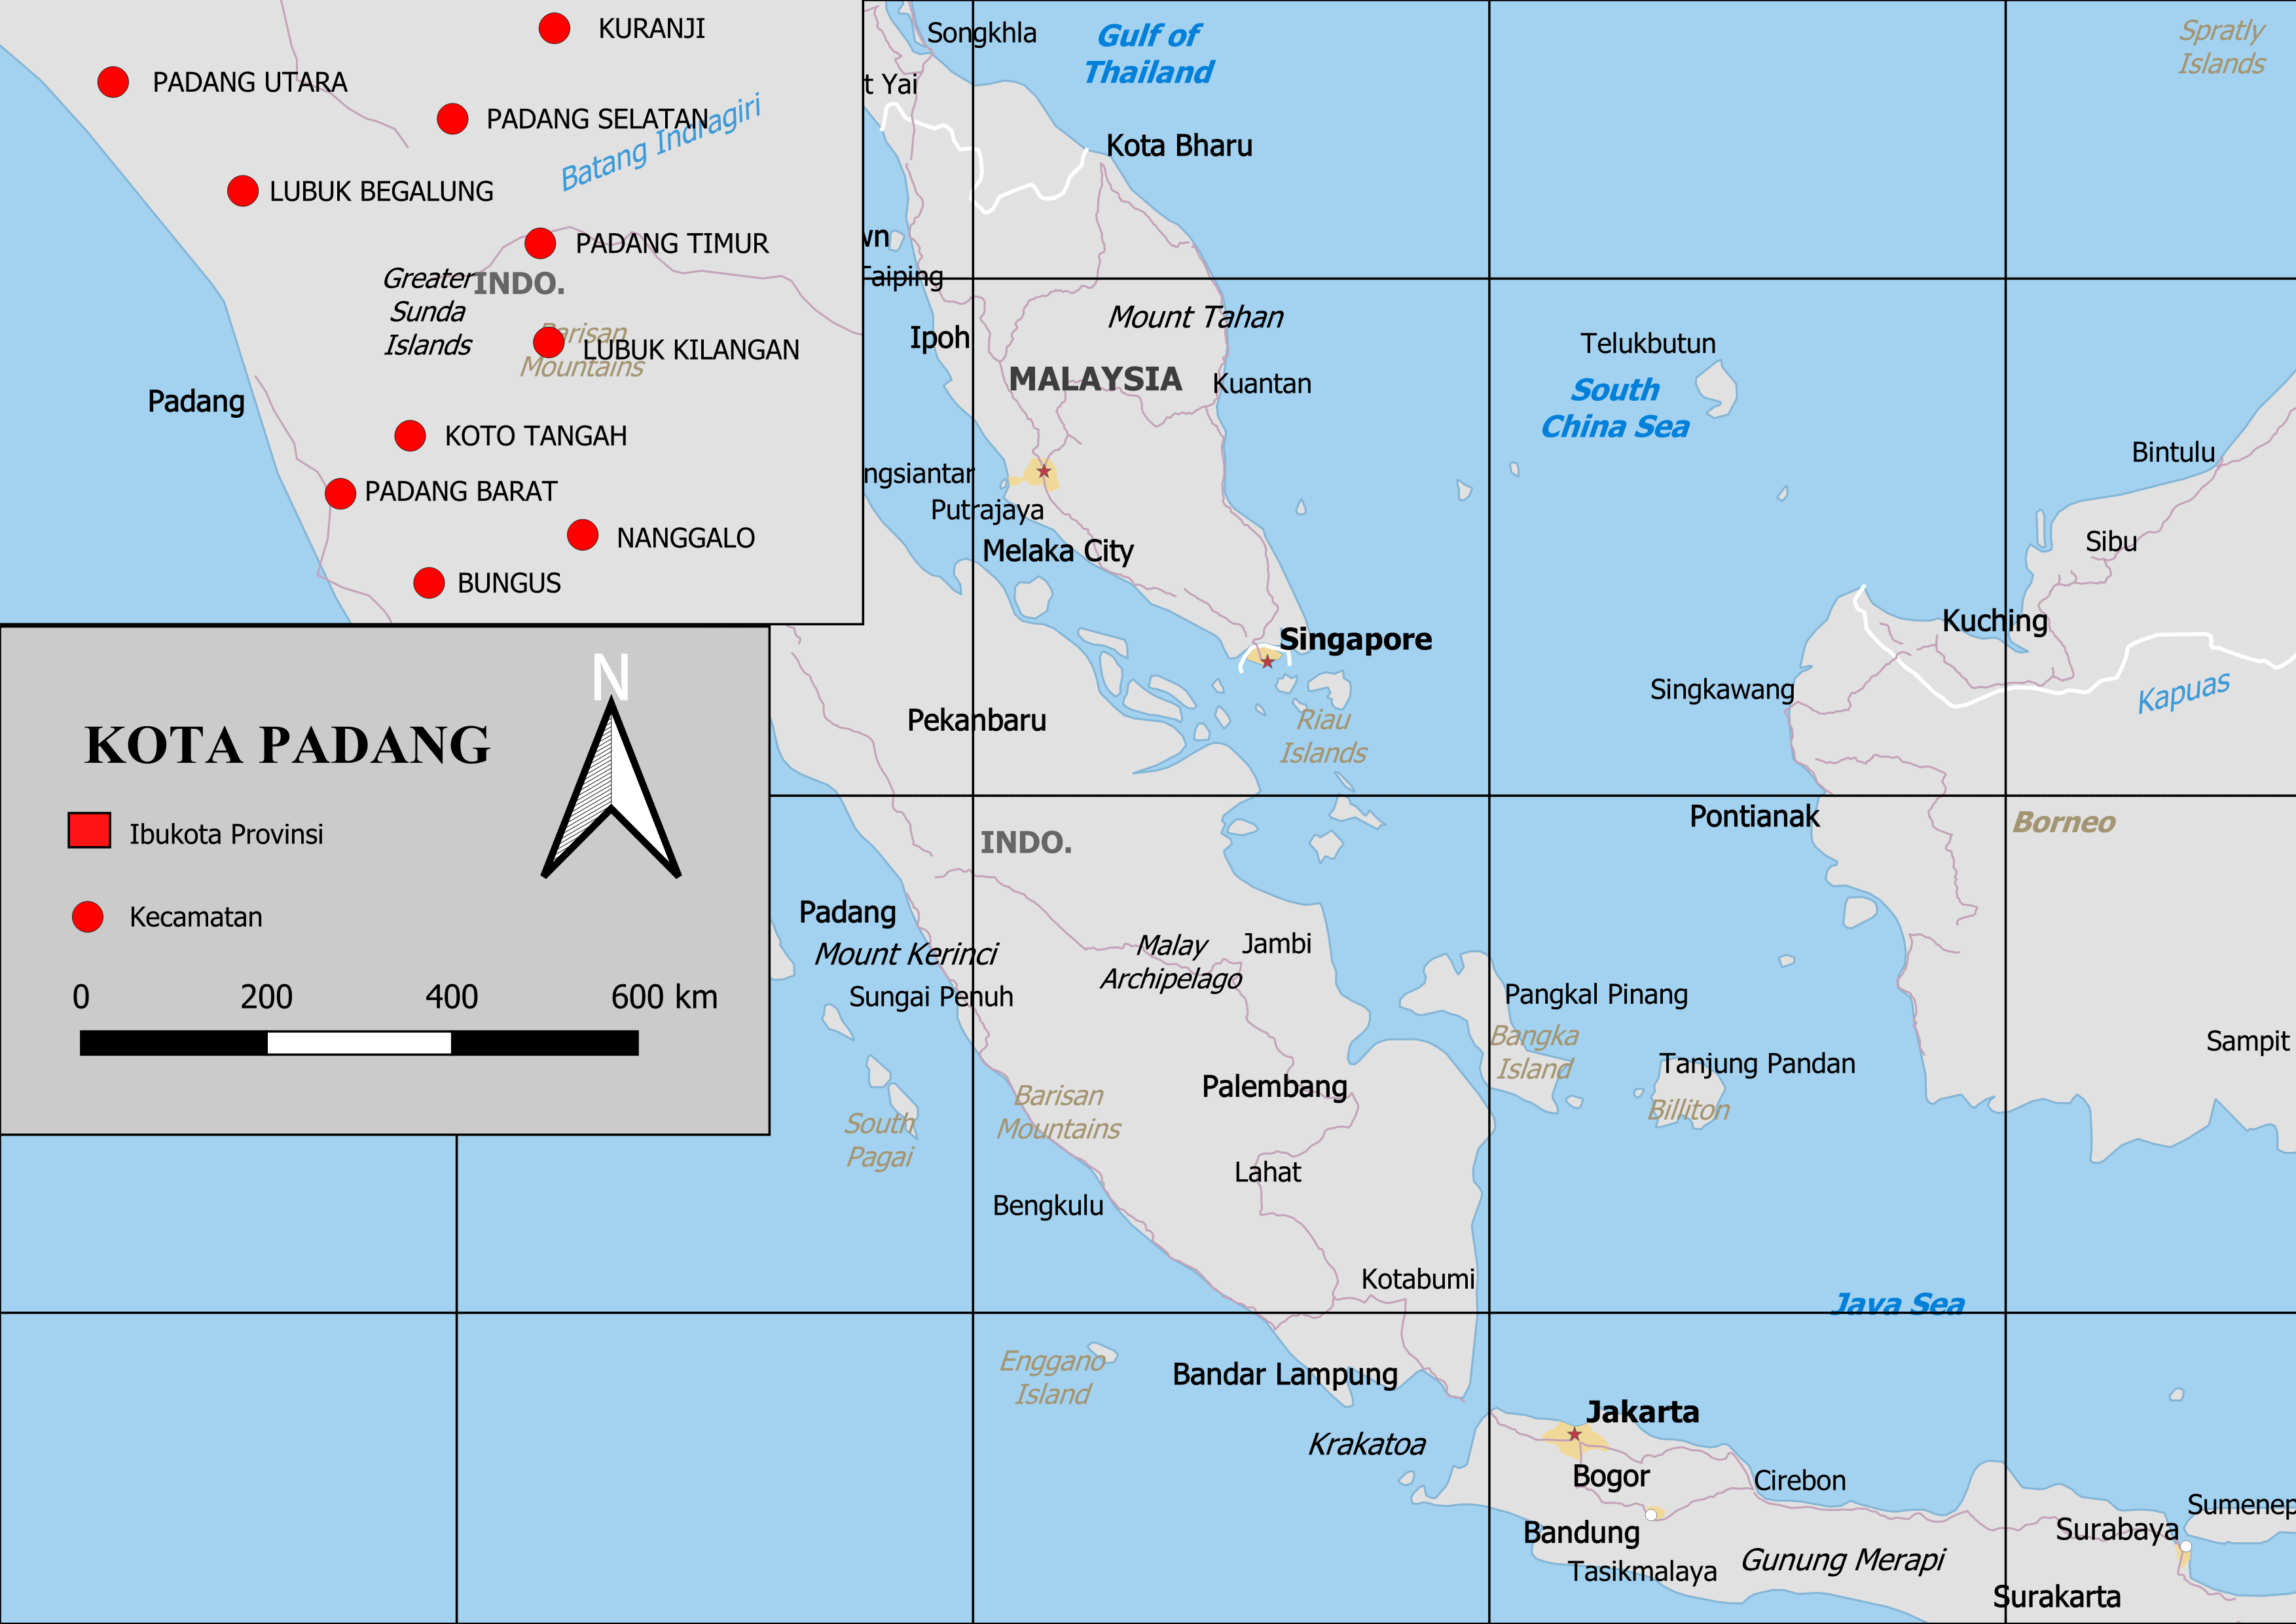 KURANJI
PADANG UTARA
PADANG SELATAN
Batang Indragiri
LUBUK BEGALUNG
PADANG TIMUR
Greater
Sunda
Islands
INDO.
Barisan
Mountains
LUBUK KILANGAN
Padang
KOTO TANGAH
PADANG BARAT
NANGGALO
BUNGUS
KOTA PADANG
N
Ibukota Provinsi
Kecamatan
0 200 400 600 km
Songkhla
Gulf of
Thailand
Spratly
Islands
t Yai
Kota Bharu
wn
Taiping
Mount Tahan
Ipoh
Telukbutun
MALAYSIA
Kuantan
South
China Sea
Bintulu
ngsiantar
Putrajaya
Sibu
Melaka City
Kuching
Singapore
Singkawang
Kapuas
Pekanbaru
Riau
Islands
Pontianak
Borneo
INDO.
Padang
Malay
Archipelago
Jambi
Mount Kerinci
Sungai Penuh
Pangkal Pinang
Bangka
Island
Sampit
Tanjung Pandan
Billiton
Palembang
Barisan
Mountains
South
Pagai
Lahat
Bengkulu
Kotabumi
Java Sea
Enggano
Island
Bandar Lampung
Jakarta
Krakatoa
Bogor
Cirebon
Sumenep
Bandung
Surabaya
Tasikmalaya
Gunung Merapi
Surakarta